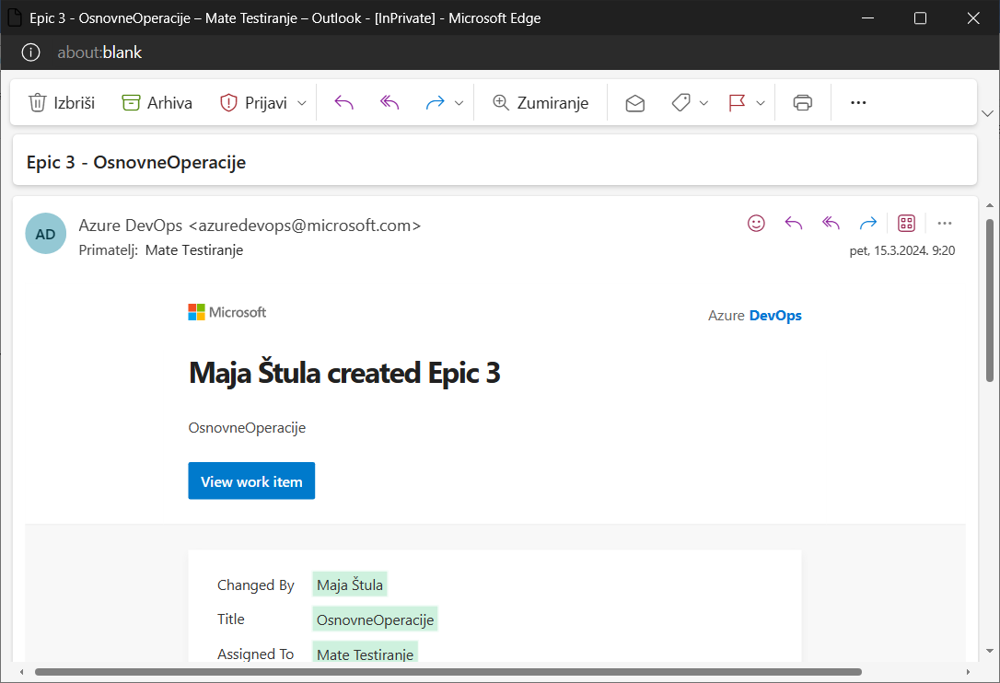 Epic 3 - OsnovneOperacije – Mate Testiranje – Outlook - [InPrivate] - Microsoft Edge
about:blank
Izbriši Arhiva Prijavi Zumiranje
Epic 3 - OsnovneOperacije
AD
Azure DevOps <azuredevops@microsoft.com>
Primatelj: Mate Testiranje
pet, 15.3.2024. 9:20
Microsoft
Azure DevOps
Maja Štula created Epic 3
OsnovneOperacije
View work item
Changed By Maja Štula
Title OsnovneOperacije
Assigned To Mate Testiranje